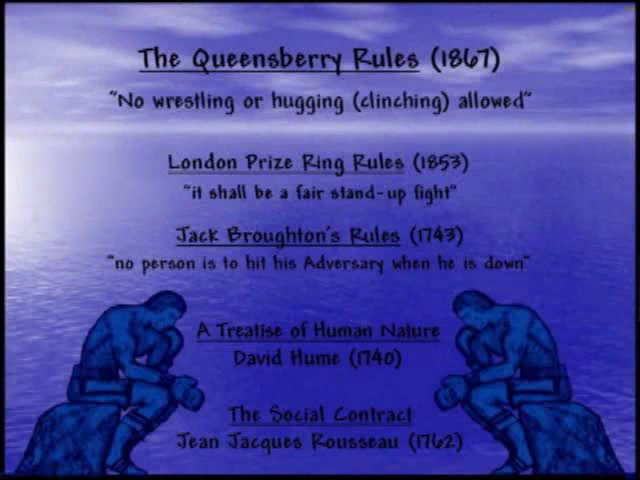 The Queensberry Rules (1867)
"No wrestling or hugging (clinching) allowed"
London Prize Ring Rules (1853)
"it shall be a fair stand-up fight"
Jack Broughton's Rules (1743)
"no person is to hit his Adversary when he is down"
A Treatise of Human Nature
David Hume (1740)
The Social Contract
Jean Jacques Rousseau (1762)